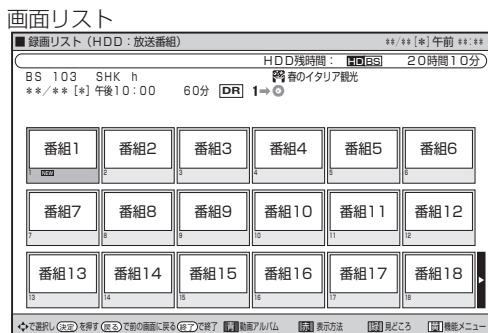 画面リスト
■ 録画リスト（HDD：放送番組） **/**[*]午前 **:**
HDD残時間： HD BS 20時間10分
BS 103 SHK h 春のイタリア観光
**/**[*] 午後10:00 60分 DR 1⇒
番組1 番組2 番組3 番組4 番組5 番組6
1 NEW 2 3 4 5 6
番組7 番組8 番組9 番組10 番組11 番組12
7 8 9 10 11 12
番組13 番組14 番組15 番組16 番組17 番組18
13 14 15 16 17 18
で選択し 決定 を押す 戻る で前の画面に戻る 終了 で終了 青 動画アルバム 赤 表示方法 緑 見どころ 黄 機能メニュー